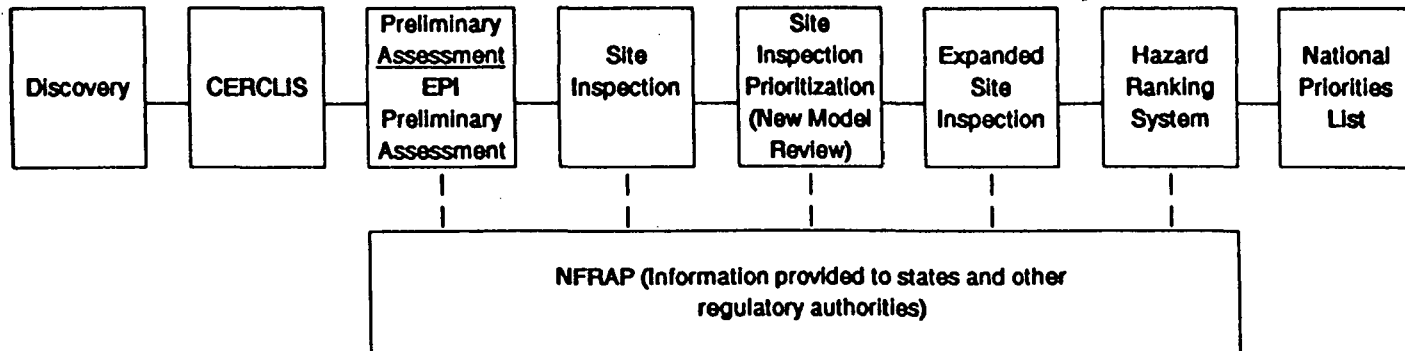 Discovery
CERCLIS
Preliminary
Assessment
EPI
Preliminary
Assessment
Site
Inspection
Site
Inspection
Prioritization
(New Model
Review)
Expanded
Site
Inspection
Hazard
Ranking
System
National
Priorities
List
NFRAP (Information provided to states and other
regulatory authorities)